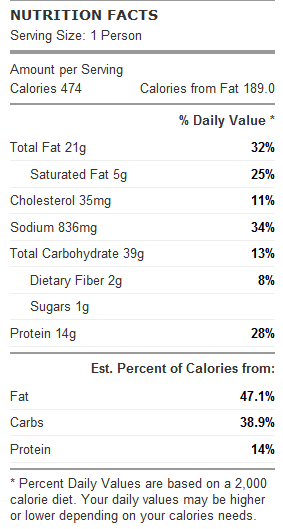 NUTRITION FACTS
Serving Size: 1 Person
Amount per Serving
Calories 474 Calories from Fat 189.0
% Daily Value *
Total Fat 21g 32%
Saturated Fat 5g 25%
Cholesterol 35mg 11%
Sodium 836mg 34%
Total Carbohydrate 39g 13%
Dietary Fiber 2g 8%
Sugars 1g
Protein 14g 28%
Est. Percent of Calories from:
Fat 47.1%
Carbs 38.9%
Protein 14%
* Percent Daily Values are based on a 2,000
calorie diet. Your daily values may be higher
or lower depending on your calories needs.